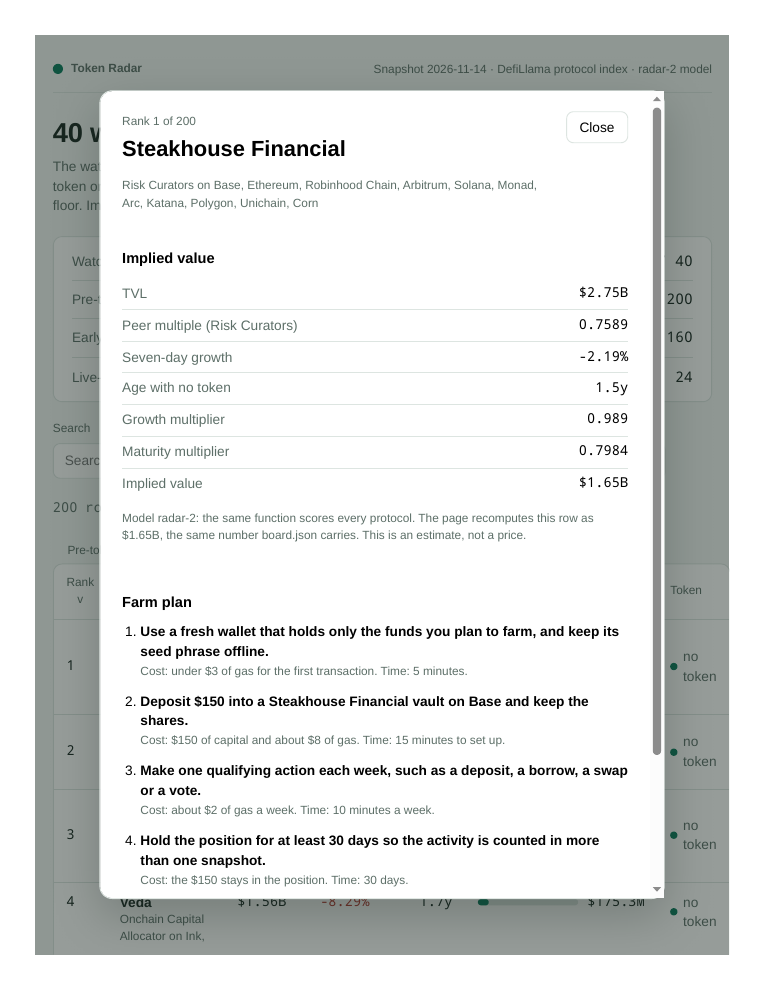 Token Radar
Snapshot 2026-11-14 · DefiLlama protocol index · radar-2 model
40 w
The wat
token or
floor. Im
Watc
40
Pre-t
200
Early
160
Live-
24
Search
Searc
200 ro
Pre-to
Rank
v
Token
1
no
token
2
no
token
3
no
token
4
Veda
$1.56B
-8.29%
1.7y
$175.3M
no
token
Onchain Capital
Allocator on Ink,
Rank 1 of 200
Close
Steakhouse Financial
Risk Curators on Base, Ethereum, Robinhood Chain, Arbitrum, Solana, Monad,
Arc, Katana, Polygon, Unichain, Corn
Implied value
TVL $2.75B
Peer multiple (Risk Curators) 0.7589
Seven-day growth -2.19%
Age with no token 1.5y
Growth multiplier 0.989
Maturity multiplier 0.7984
Implied value $1.65B
Model radar-2: the same function scores every protocol. The page recomputes this row as
$1.65B, the same number board.json carries. This is an estimate, not a price.
Farm plan
1. Use a fresh wallet that holds only the funds you plan to farm, and keep its
seed phrase offline.
Cost: under $3 of gas for the first transaction. Time: 5 minutes.
2. Deposit $150 into a Steakhouse Financial vault on Base and keep the
shares.
Cost: $150 of capital and about $8 of gas. Time: 15 minutes to set up.
3. Make one qualifying action each week, such as a deposit, a borrow, a swap
or a vote.
Cost: about $2 of gas a week. Time: 10 minutes a week.
4. Hold the position for at least 30 days so the activity is counted in more
than one snapshot.
Cost: the $150 stays in the position. Time: 30 days.